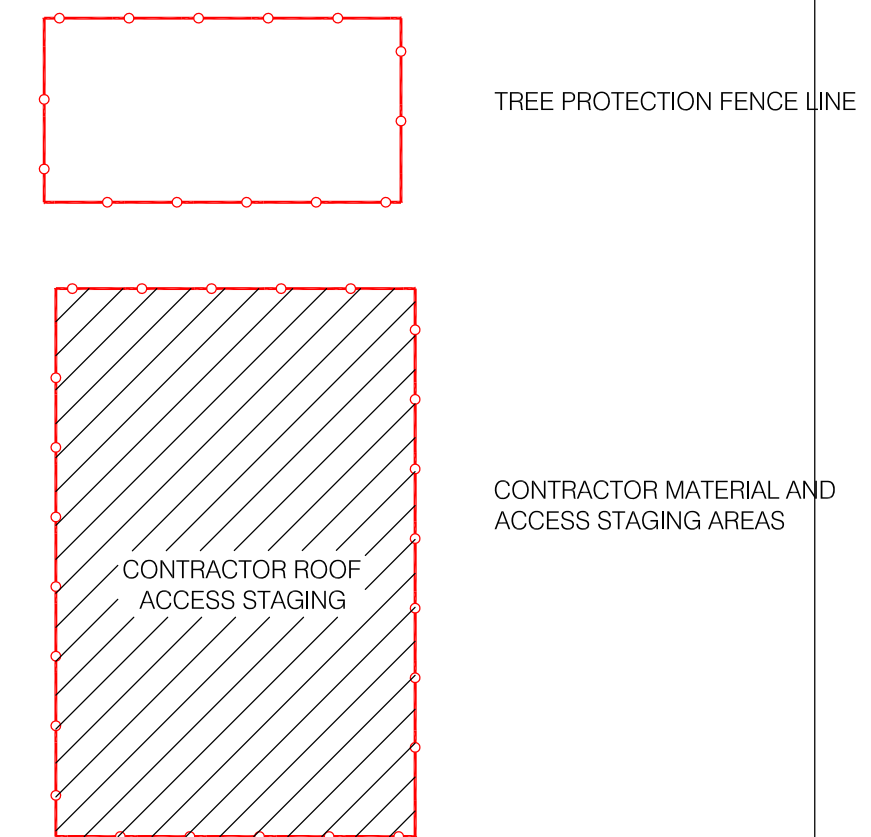 TREE PROTECTION FENCE LINE
CONTRACTOR MATERIAL AND
ACCESS STAGING AREAS
CONTRACTOR ROOF
ACCESS STAGING